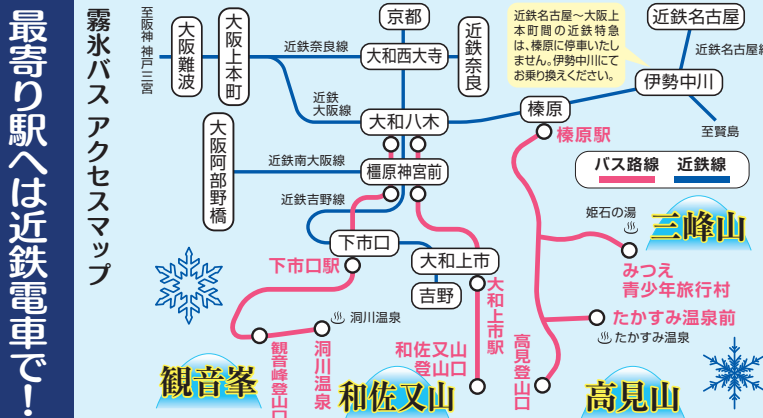 最寄り駅へは近鉄電車で!
霧氷バス アクセスマップ
至阪神 神戸三宮
大阪難波
大阪上本町
近鉄奈良線
京都
大和西大寺
近鉄奈良
近鉄名古屋~大阪上
本町間の近鉄特急
は、榛原に停車いたし
ません。伊勢中川にて
お乗り換えください。
近鉄名古屋
近鉄名古屋線
伊勢中川
至賢島
近鉄
大阪線
大和八木
榛原
榛原駅
バス路線
近鉄線
大阪阿部野橋
近鉄南大阪線
橿原神宮前
近鉄吉野線
下市口
下市口駅
大和上市
吉野
大和上市駅
姫石の湯
三峰山
みつえ
青少年旅行村
たかすみ温泉前
たかすみ温泉
洞川温泉
観音峰登山口
洞川温泉
和佐又山
登山口
高見登山口
観音峯
和佐又山
高見山